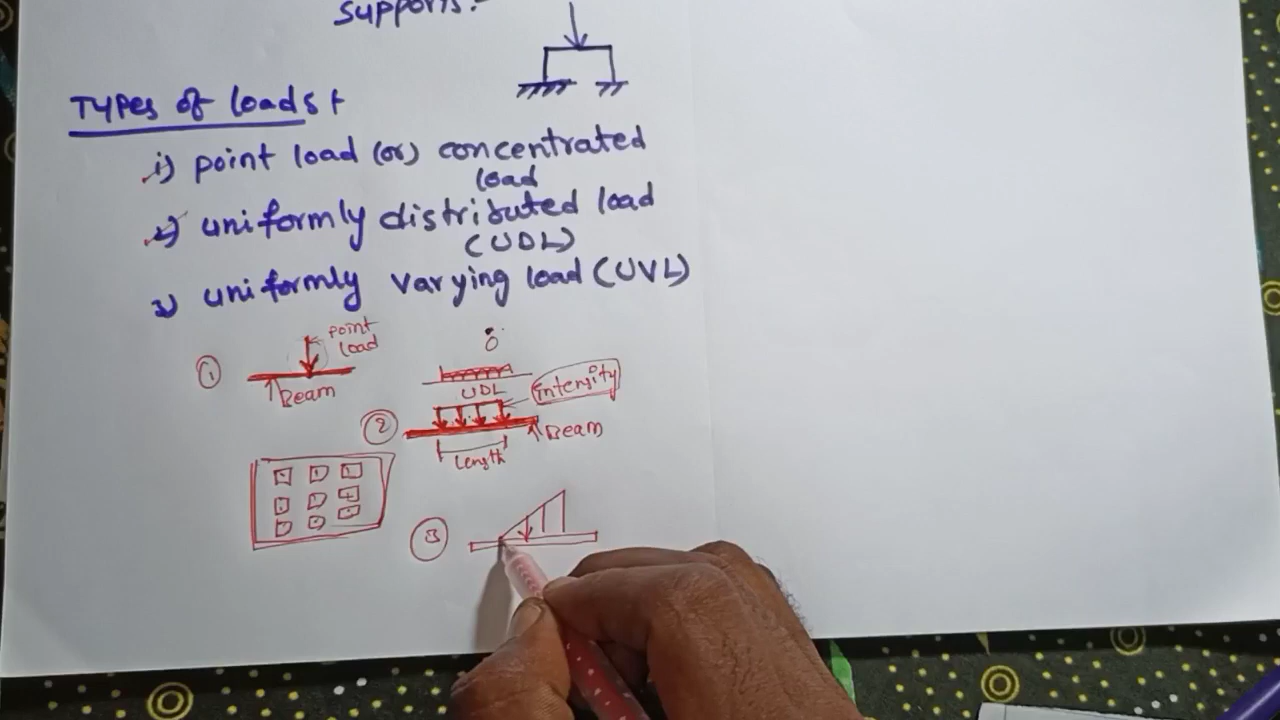 supports:
Types of loads:
i) point load (or) concentrated
load
2) uniformly distributed load
(UDL)
3) uniformly varying load (UVL)
point
load
1
Beam
UDL
Intensity
2
Beam
length
3